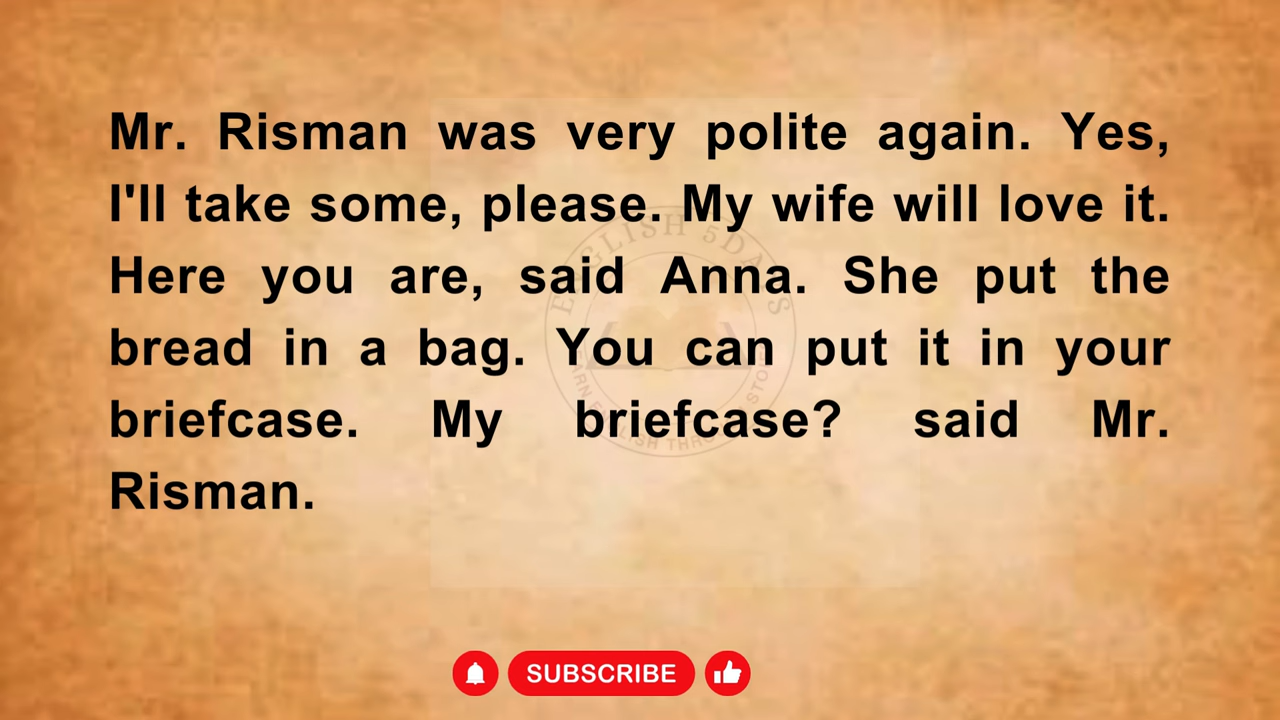 Mr. Risman was very polite again. Yes,
I'll take some, please. My wife will love it.
Here you are, said Anna. She put the
bread in a bag. You can put it in your
briefcase. My briefcase? said Mr.
Risman.
SUBSCRIBE